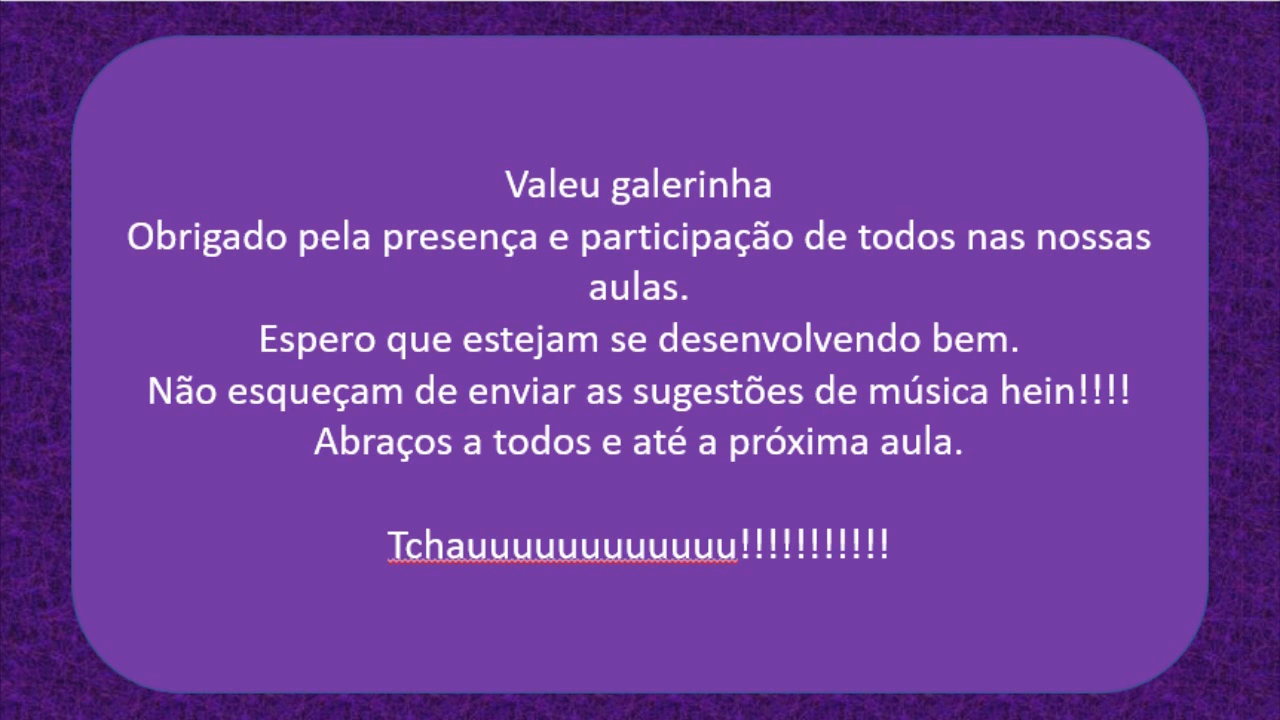 Valeu galerinha
Obrigado pela presença e participação de todos nas nossas
aulas.
Espero que estejam se desenvolvendo bem.
Não esqueçam de enviar as sugestões de música hein!!!!
Abraços a todos e até a próxima aula.
Tchauuuuuuuuuuuuu!!!!!!!!!!!